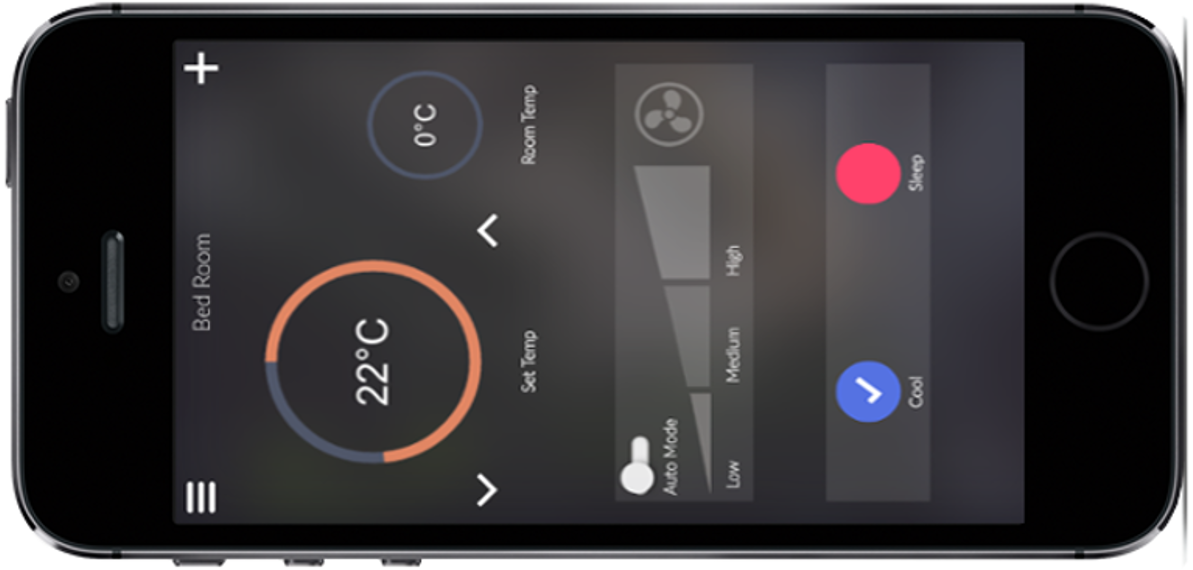 Bed Room
22°C
0°C
Set Temp
Room Temp
Auto Mode
Low
Medium
High
Cool
Sleep